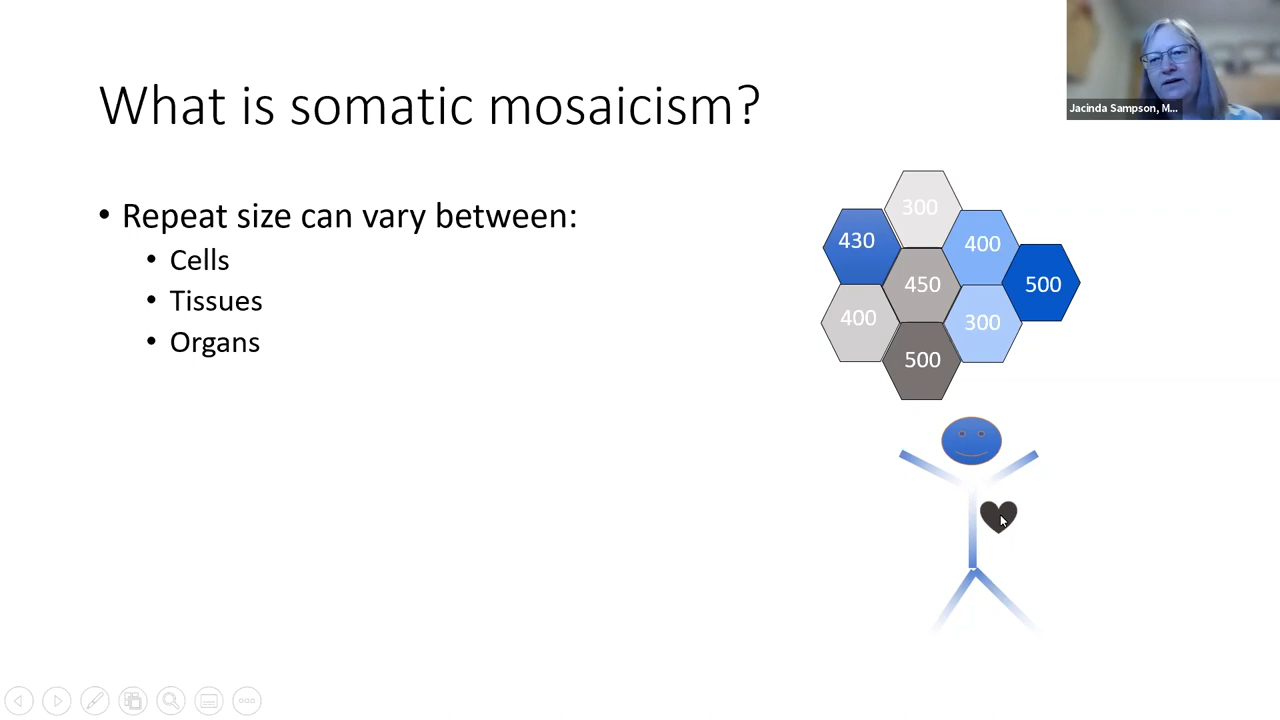 Jacinda Sampson, M...
What is somatic mosaicism?
• Repeat size can vary between:
• Cells
• Tissues
• Organs
300
430
400
450
500
400
300
500